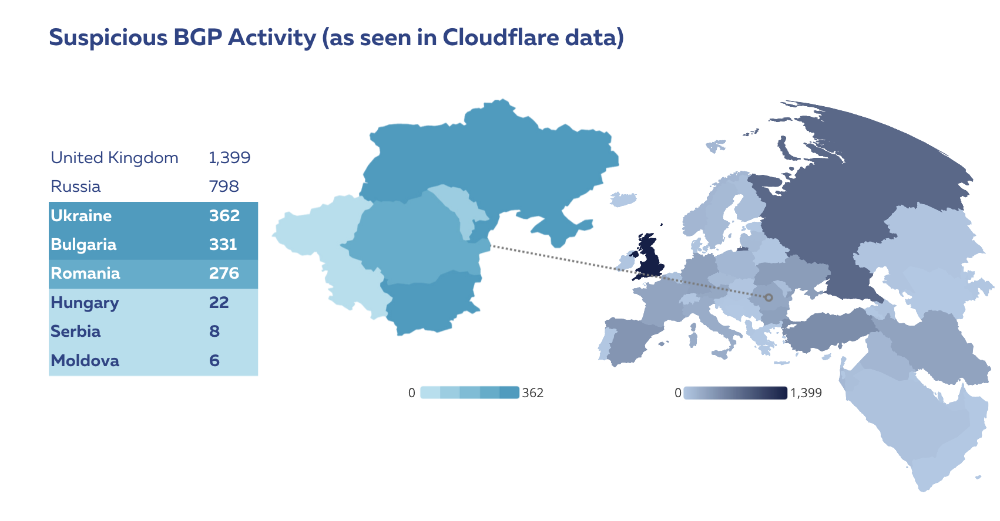 Suspicious BGP Activity (as seen in Cloudflare data)
United Kingdom 1,399
Russia 798
Ukraine 362
Bulgaria 331
Romania 276
Hungary 22
Serbia 8
Moldova 6
0 362
0 1,399